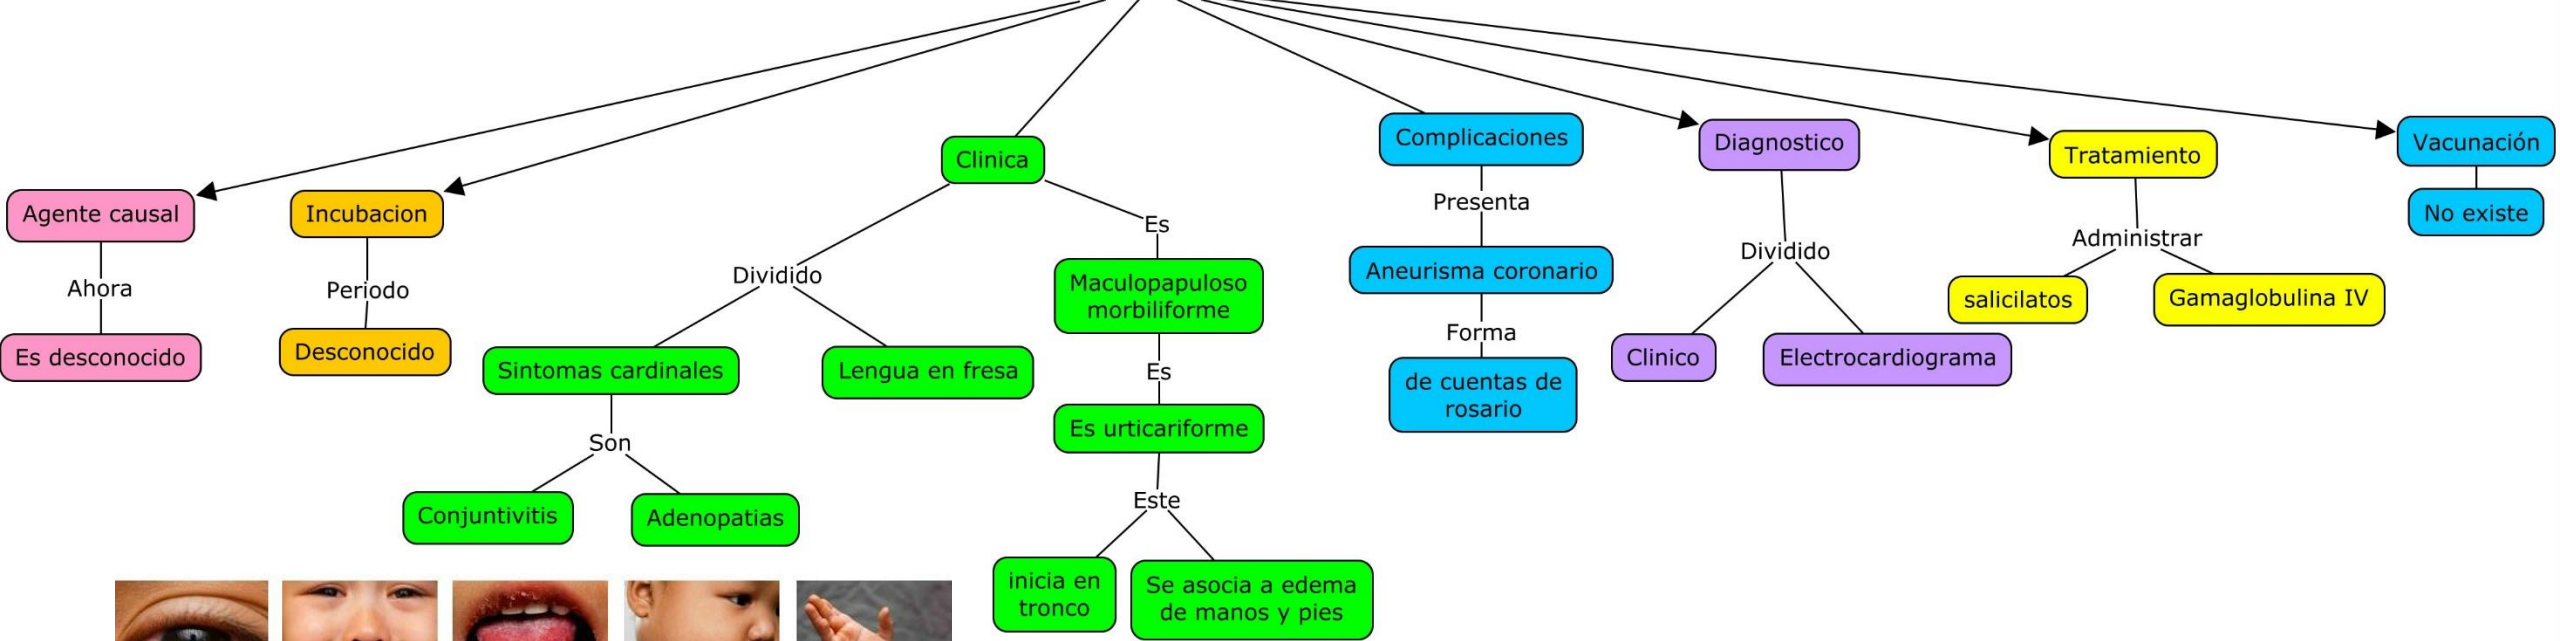 Agente causal
Ahora
Es desconocido
Incubacion
Periodo
Desconocido
Clinica
Dividido
Sintomas cardinales
Son
Conjuntivitis
Adenopatias
Lengua en fresa
Es
Maculopapuloso
morbiliforme
Es
Es urticariforme
Este
inicia en
tronco
Se asocia a edema
de manos y pies
Complicaciones
Presenta
Aneurisma coronario
Forma
de cuentas de
rosario
Diagnostico
Dividido
Clinico
Electrocardiograma
Tratamiento
Administrar
salicilatos
Gamaglobulina IV
Vacunación
No existe